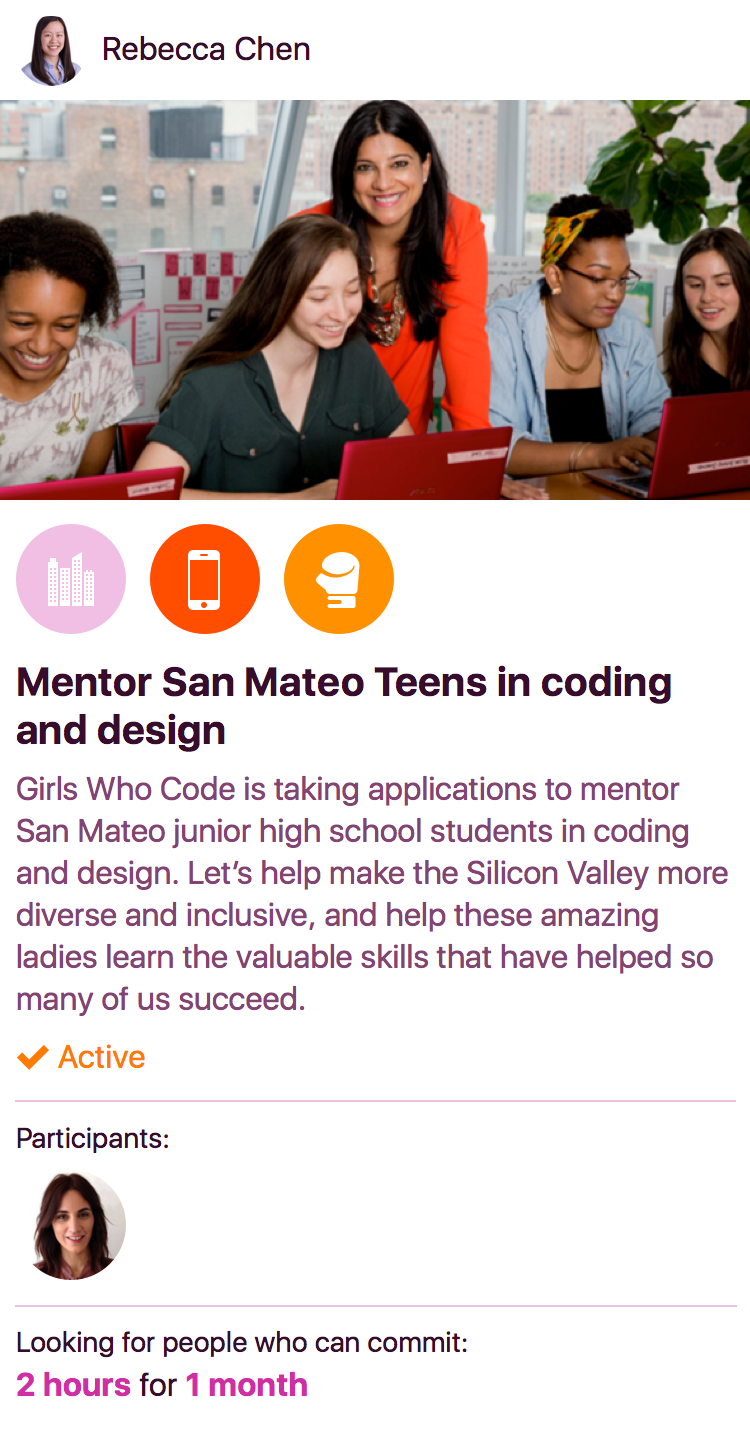 Rebecca Chen
Mentor San Mateo Teens in coding
and design
Girls Who Code is taking applications to mentor
San Mateo junior high school students in coding
and design. Let’s help make the Silicon Valley more
diverse and inclusive, and help these amazing
ladies learn the valuable skills that have helped so
many of us succeed.
Active
Participants:
Looking for people who can commit:
2 hours for 1 month